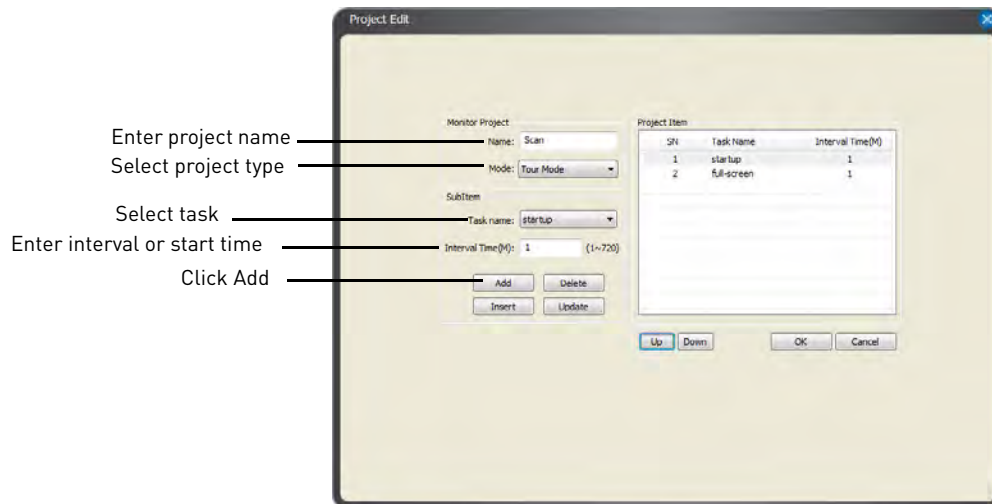 Project Edit
Enter project name
Select project type
Select task
Enter interval or start time
Click Add
Monitor Project
Name: Scan
Mode: Tour Mode
SubItem
Task name: startup
Interval Time(M): 1 (1~720)
Add Delete
Insert Update
Project Item
SN Task Name Interval Time(M)
1 startup 1
2 full-screen 1
Up Down OK Cancel